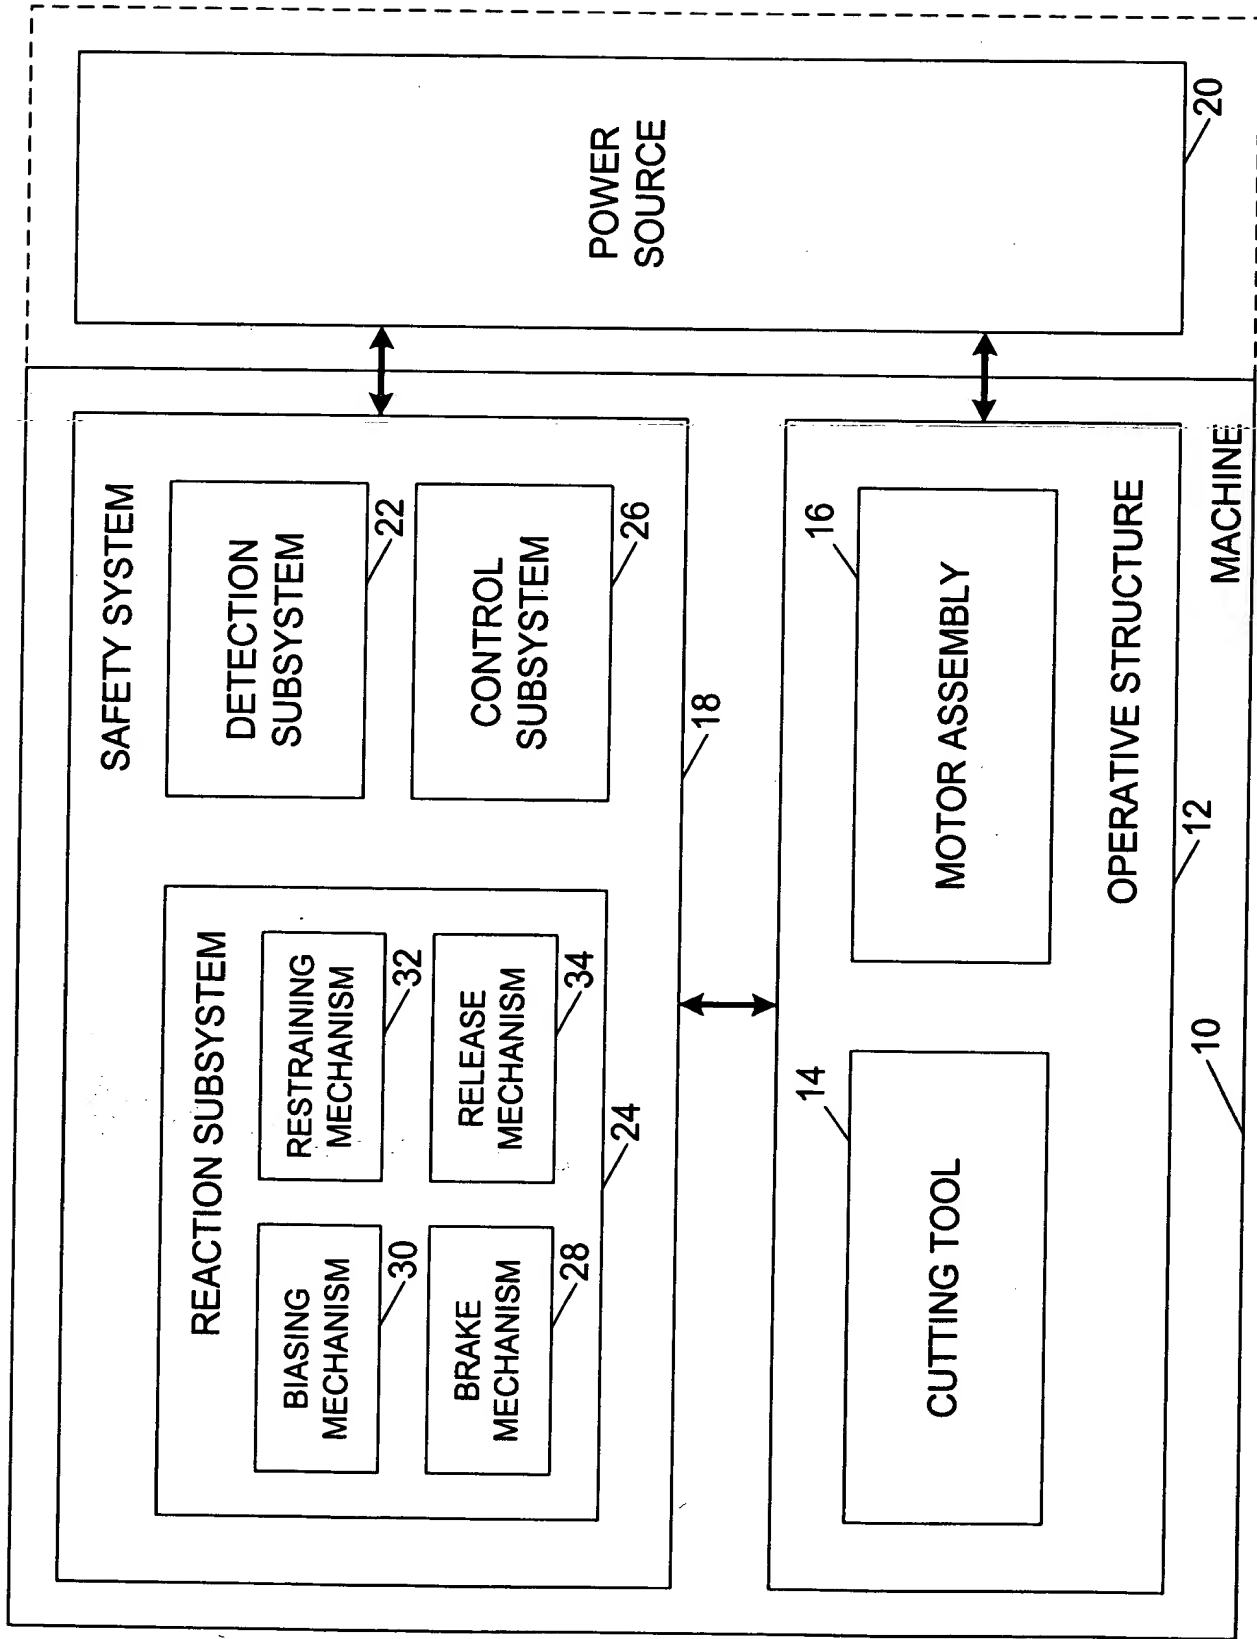 SAFETY SYSTEM
REACTION SUBSYSTEM
BIASING
MECHANISM
30
RESTRAINING
MECHANISM
32
BRAKE
MECHANISM
28
RELEASE
MECHANISM
34
24
DETECTION
SUBSYSTEM
22
CONTROL
SUBSYSTEM
26
18
POWER
SOURCE
20
14
CUTTING TOOL
16
MOTOR ASSEMBLY
OPERATIVE STRUCTURE
12
MACHINE
10